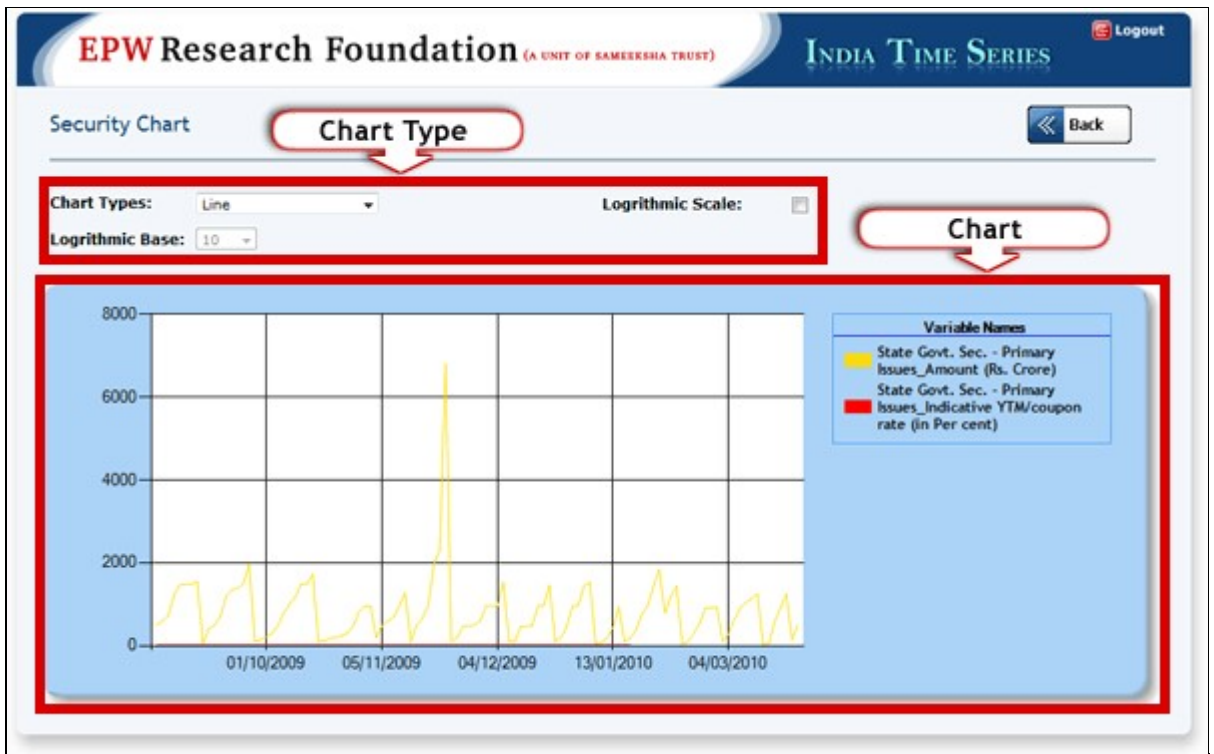 EPW Research Foundation (A UNIT OF SAMEEKSHA TRUST)
INDIA TIME SERIES
Logout
Security Chart
Chart Type
Back
Chart Types: Line
Logrithmic Scale:
Logrithmic Base: 10
Chart
8000
6000
4000
2000
0
01/10/2009 05/11/2009 04/12/2009 13/01/2010 04/03/2010
Variable Names
State Govt. Sec. - Primary
Issues_Amount (Rs. Crore)
State Govt. Sec. - Primary
Issues_Indicative YTM/coupon
rate (in Per cent)